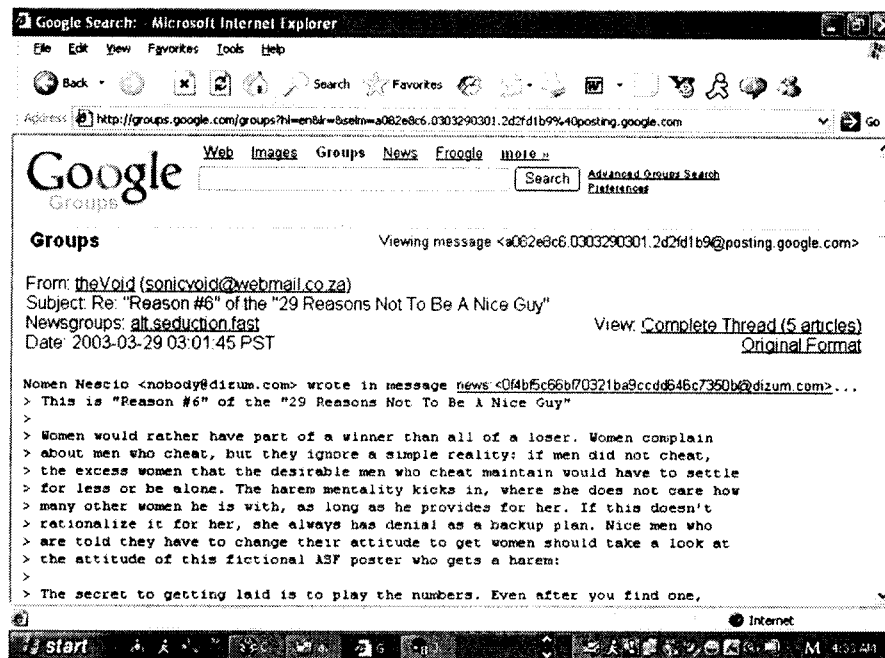 Google Search: - Microsoft Internet Explorer
File Edit View Favorites Tools Help
Back Search Favorites
Address http://groups.google.com/groups?hl=en&lr=&selm=a082e8c6.0303290301.2d2fd1b9%40posting.google.com Go
Web Images Groups News Froogle more »
Google Groups
Search
Advanced Groups Search
Preferences
Groups Viewing message <a082e8c6.0303290301.2d2fd1b9@posting.google.com>
From: theVoid (sonicvoid@webmail.co.za)
Subject: Re: "Reason #6" of the "29 Reasons Not To Be A Nice Guy"
Newsgroups: alt.seduction.fast View: Complete Thread (5 articles)
Date: 2003-03-29 03:01:45 PST Original Format
Nomen Nescio <nobody@dizum.com> wrote in message news:<0f4bf5c66bf70321ba9ccdd646c7350b@dizum.com>...
> This is "Reason #6" of the "29 Reasons Not To Be A Nice Guy"
>
> Women would rather have part of a winner than all of a loser. Women complain
> about men who cheat, but they ignore a simple reality: if men did not cheat,
> the excess women that the desirable men who cheat maintain would have to settle
> for less or be alone. The harem mentality kicks in, where she does not care how
> many other women he is with, as long as he provides for her. If this doesn't
> rationalize it for her, she always has denial as a backup plan. Nice men who
> are told they have to change their attitude to get women should take a look at
> the attitude of this fictional ASF poster who gets a harem:
>
> The secret to getting laid is to play the numbers. Even after you find one,
Internet
start 4:33 AM